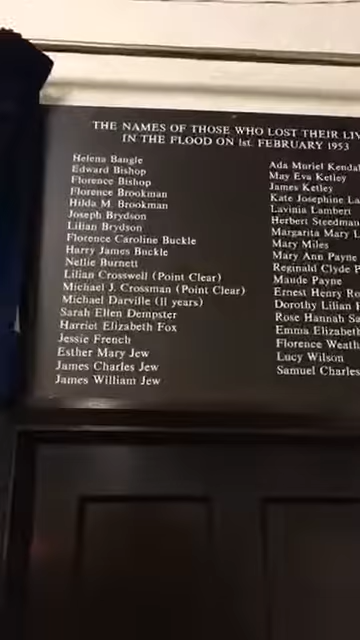 THE NAMES OF THOSE WHO LOST THEIR
IN THE FLOOD ON 1st. FEBRUARY 1953
Helena Bangle
Edward Bishop
Florence Bishop
Florence Brookman
Hilda M. Brookman
Joseph Brydson
Lilian Brydson
Florence Caroline Buckle
Harry James Buckle
Nellie Burnett
Lilian Crosswell (Point Clear)
Michael J. Crossman (Point Clear)
Michael Darville (11 years)
Sarah Ellen Dempster
Harriet Elizabeth Fox
Jessie French
Esther Mary Jew
James Charles Jew
James William Jew
Ada Muriel
May Eva Ketley
James Ketley
Kate Josephine
Lavinia Lambert
Herbert Steedman
Margarita Mary
Mary Miles
Mary Ann Payne
Reginald Clyde
Maude Payne
Ernest Henry
Dorothy Lilian
Rose Hannah
Emma Elizabeth
Florence
Lucy Wilson
Samuel Charles